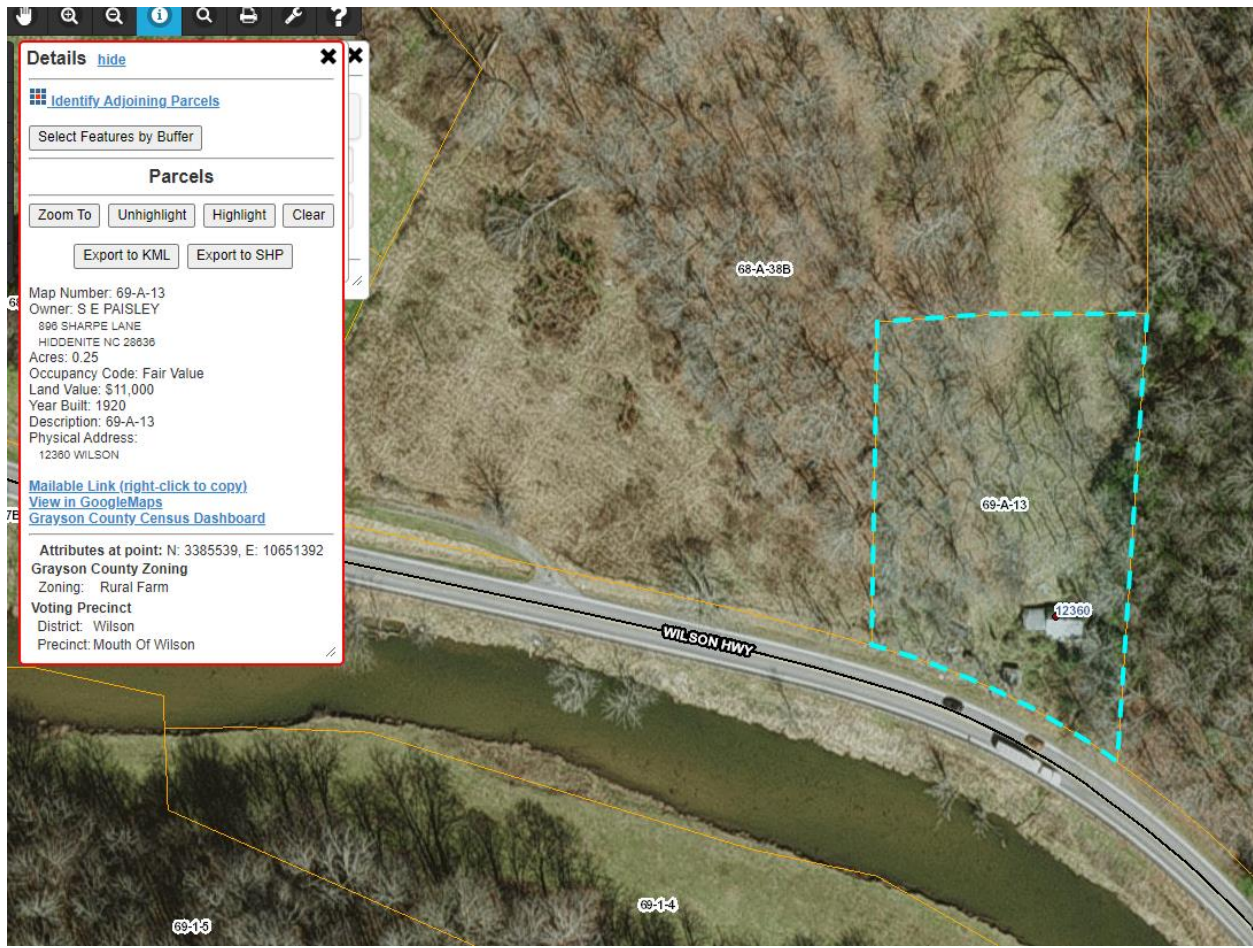 Details hide
Identify Adjoining Parcels
Select Features by Buffer
Parcels
Zoom To Unhighlight Highlight Clear
Export to KML Export to SHP
Map Number: 69-A-13
Owner: S E PAISLEY
896 SHARPE LANE
HIDDENITE NC 28636
Acres: 0.25
Occupancy Code: Fair Value
Land Value: $11,000
Year Built: 1920
Description: 69-A-13
Physical Address:
12360 WILSON
Mailable Link (right-click to copy)
View in GoogleMaps
Grayson County Census Dashboard
Attributes at point: N: 3385539, E: 10651392
Grayson County Zoning
Zoning: Rural Farm
Voting Precinct
District: Wilson
Precinct: Mouth Of Wilson
68-A-38B
69-A-13
12360
WILSON HWY
69-1-4
69-1-5